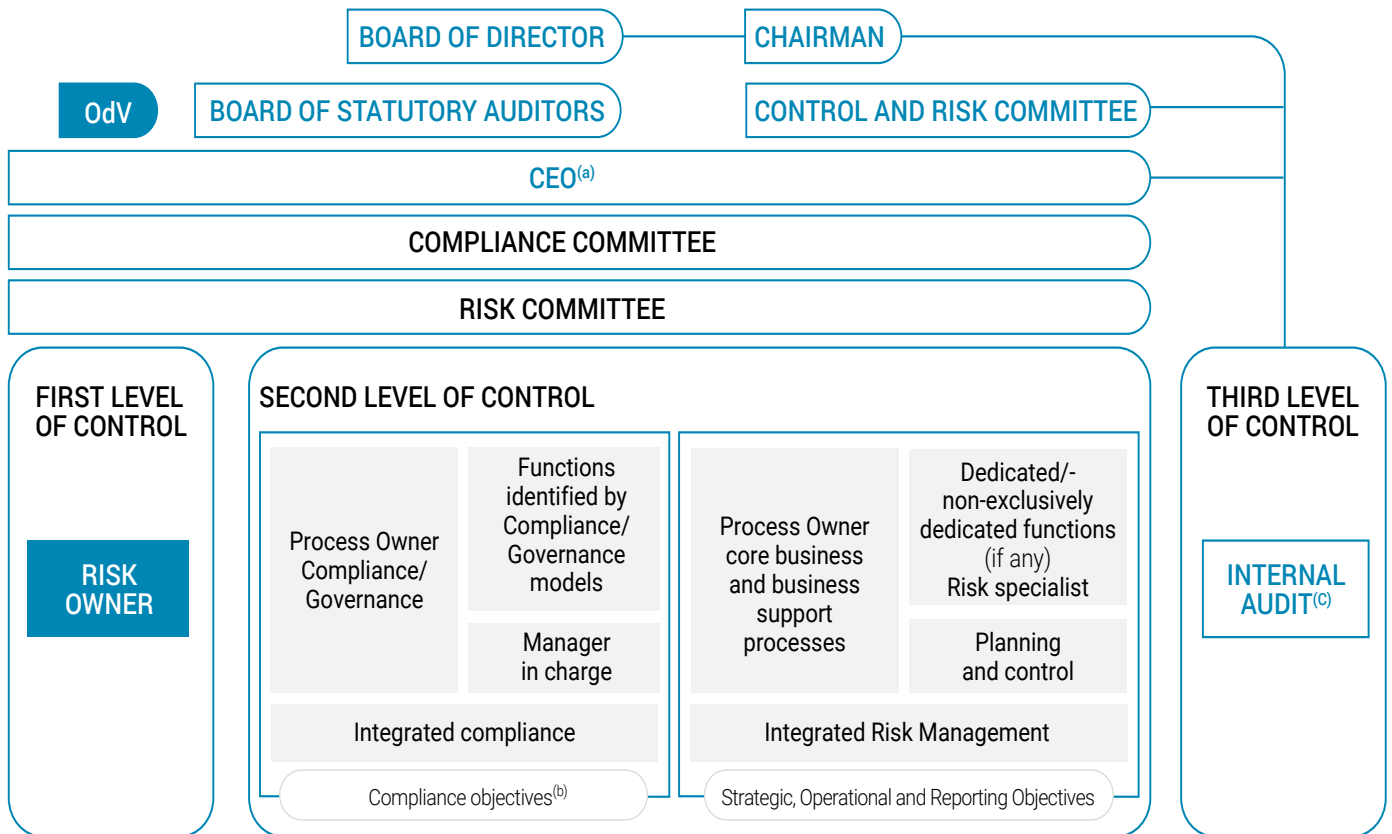 BOARD OF DIRECTOR
CHAIRMAN
OdV
BOARD OF STATUTORY AUDITORS
CONTROL AND RISK COMMITTEE
CEO(a)
COMPLIANCE COMMITTEE
RISK COMMITTEE
FIRST LEVEL
OF CONTROL
RISK
OWNER
SECOND LEVEL OF CONTROL
Process Owner
Compliance/
Governance
Functions
identified by
Compliance/
Governance
models
Manager
in charge
Integrated compliance
Compliance objectives(b)
Process Owner
core business
and business
support
processes
Dedicated/-
non-exclusively
dedicated functions
(if any)
Risk specialist
Planning
and control
Integrated Risk Management
Strategic, Operational and Reporting Objectives
THIRD LEVEL
OF CONTROL
INTERNAL
AUDIT(C)